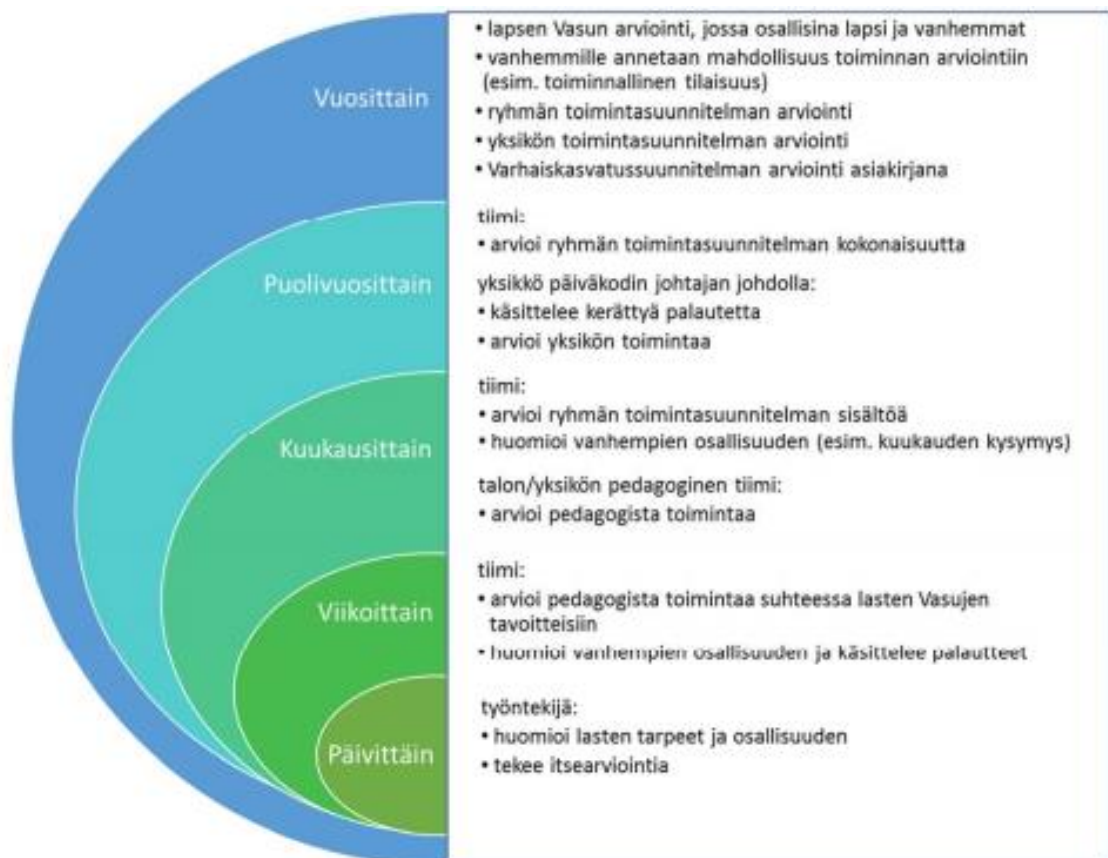 Vuosittain
• lapsen Vasun arviointi, jossa osallisina lapsi ja vanhemmat
• vanhemmille annetaan mahdollisuus toiminnan arviointiin
(esim. toiminnallinen tilaisuus)
• ryhmän toimintasuunnitelman arviointi
• yksikön toimintasuunnitelman arviointi
• Varhaiskasvatussuunnitelman arviointi asiakirjana
Puolivuosittain
tiimi:
• arvioi ryhmän toimintasuunnitelman kokonaisuutta
yksikkö päiväkodin johtajan johdolla:
• käsittelee kerättyä palautetta
• arvioi yksikön toimintaa
Kuukausittain
tiimi:
• arvioi ryhmän toimintasuunnitelman sisältöä
• huomioi vanhempien osallisuuden (esim. kuukauden kysymys)
talon/yksikön pedagoginen tiimi:
• arvioi pedagogista toimintaa
Viikoittain
tiimi:
• arvioi pedagogista toimintaa suhteessa lasten Vasujen
tavoitteisiin
• huomioi vanhempien osallisuuden ja käsittelee palautteet
Päivittäin
työntekijä:
• huomioi lasten tarpeet ja osallisuuden
• tekee itsearviointia